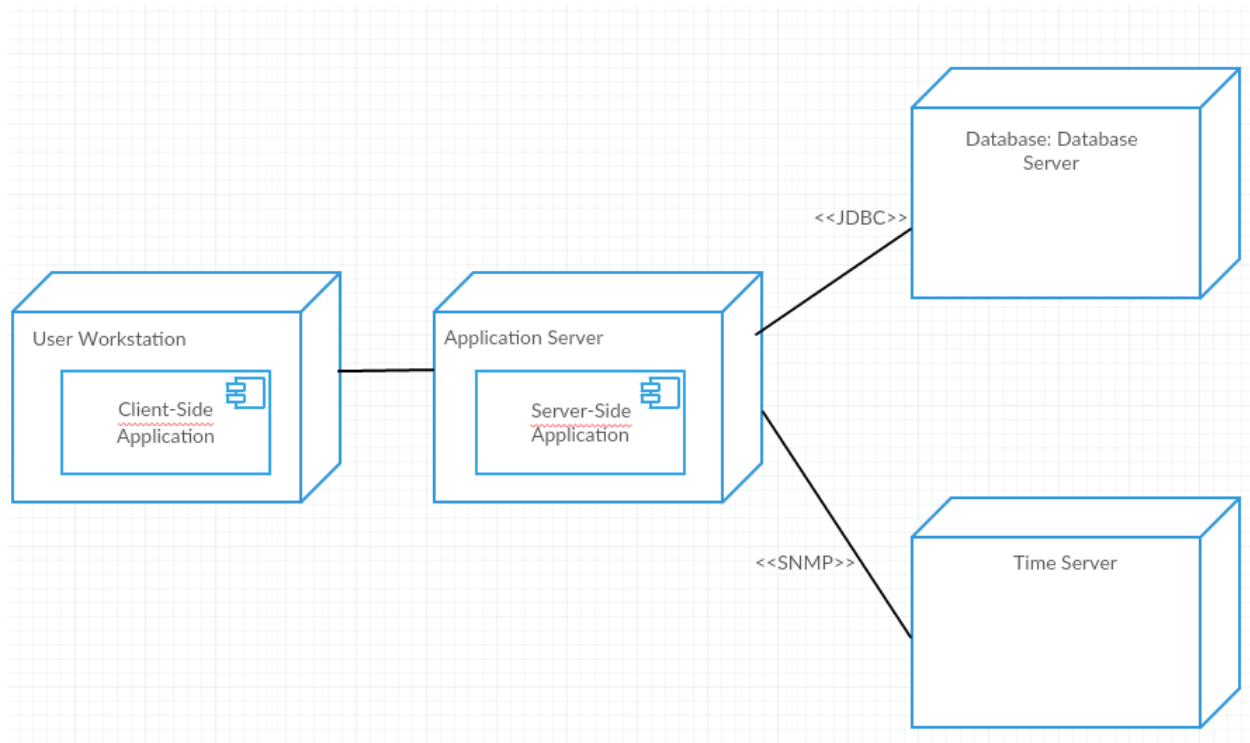 Database: Database
Server
<<JDBC>>
User Workstation
Client-Side
Application
Application Server
Server-Side
Application
<<SNMP>>
Time Server